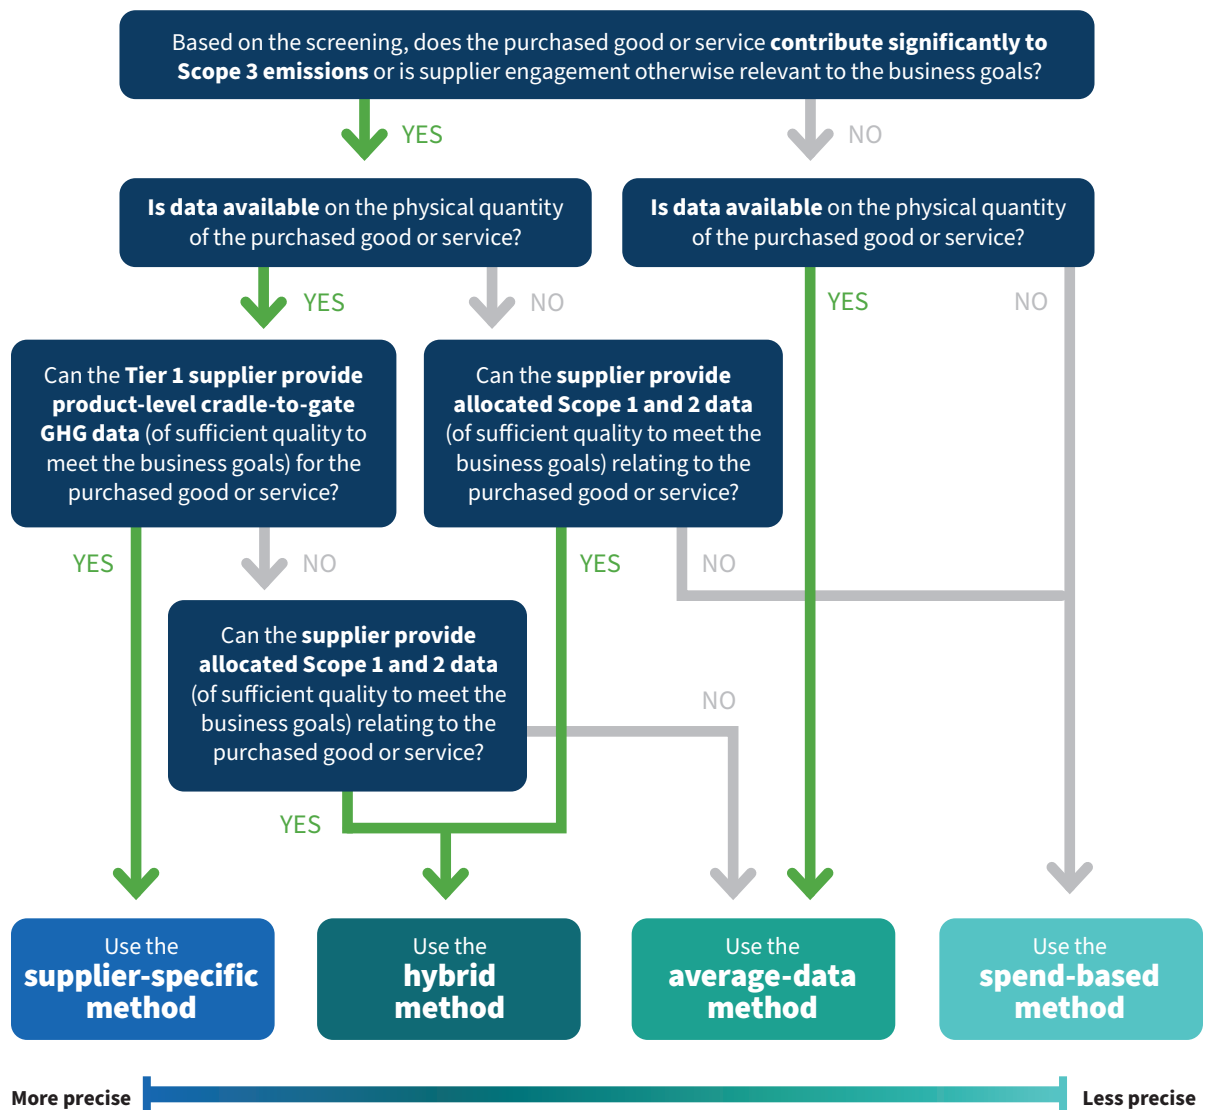 Based on the screening, does the purchased good or service contribute significantly to
Scope 3 emissions or is supplier engagement otherwise relevant to the business goals?
YES
NO
Is data available on the physical quantity
of the purchased good or service?
Is data available on the physical quantity
of the purchased good or service?
YES
NO
YES
NO
Can the Tier 1 supplier provide
product-level cradle-to-gate
GHG data (of sufficient quality to
meet the business goals) for the
purchased good or service?
Can the supplier provide
allocated Scope 1 and 2 data
(of sufficient quality to meet the
business goals) relating to the
purchased good or service?
YES
NO
YES
NO
Can the supplier provide
allocated Scope 1 and 2 data
(of sufficient quality to meet the
business goals) relating to the
purchased good or service?
NO
YES
Use the
supplier-specific
method
Use the
hybrid
method
Use the
average-data
method
Use the
spend-based
method
More precise
Less precise